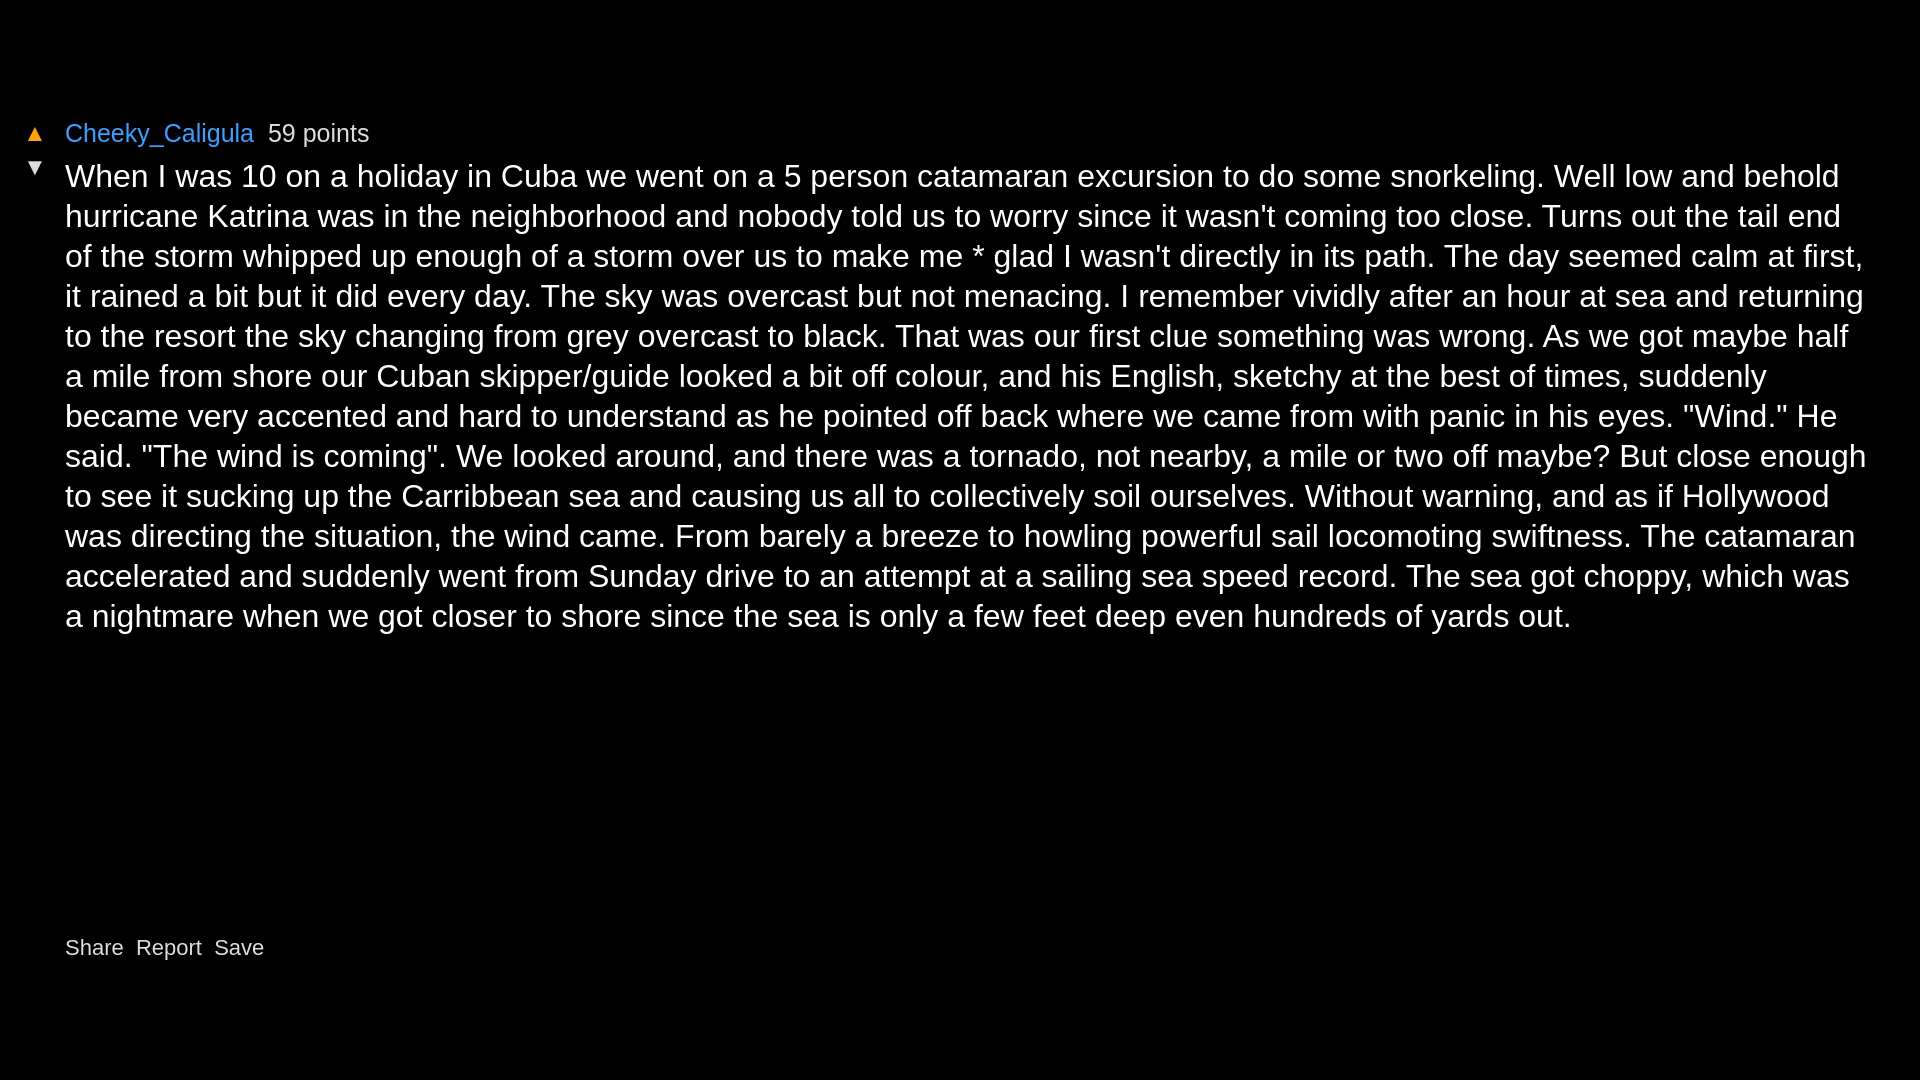 Cheeky_Caligula 59 points
When I was 10 on a holiday in Cuba we went on a 5 person catamaran excursion to do some snorkeling. Well low and behold
hurricane Katrina was in the neighborhood and nobody told us to worry since it wasn't coming too close. Turns out the tail end
of the storm whipped up enough of a storm over us to make me * glad I wasn't directly in its path. The day seemed calm at first,
it rained a bit but it did every day. The sky was overcast but not menacing. I remember vividly after an hour at sea and returning
to the resort the sky changing from grey overcast to black. That was our first clue something was wrong. As we got maybe half
a mile from shore our Cuban skipper/guide looked a bit off colour, and his English, sketchy at the best of times, suddenly
became very accented and hard to understand as he pointed off back where we came from with panic in his eyes. "Wind." He
said. "The wind is coming". We looked around, and there was a tornado, not nearby, a mile or two off maybe? But close enough
to see it sucking up the Carribbean sea and causing us all to collectively soil ourselves. Without warning, and as if Hollywood
was directing the situation, the wind came. From barely a breeze to howling powerful sail locomoting swiftness. The catamaran
accelerated and suddenly went from Sunday drive to an attempt at a sailing sea speed record. The sea got choppy, which was
a nightmare when we got closer to shore since the sea is only a few feet deep even hundreds of yards out.
Share Report Save